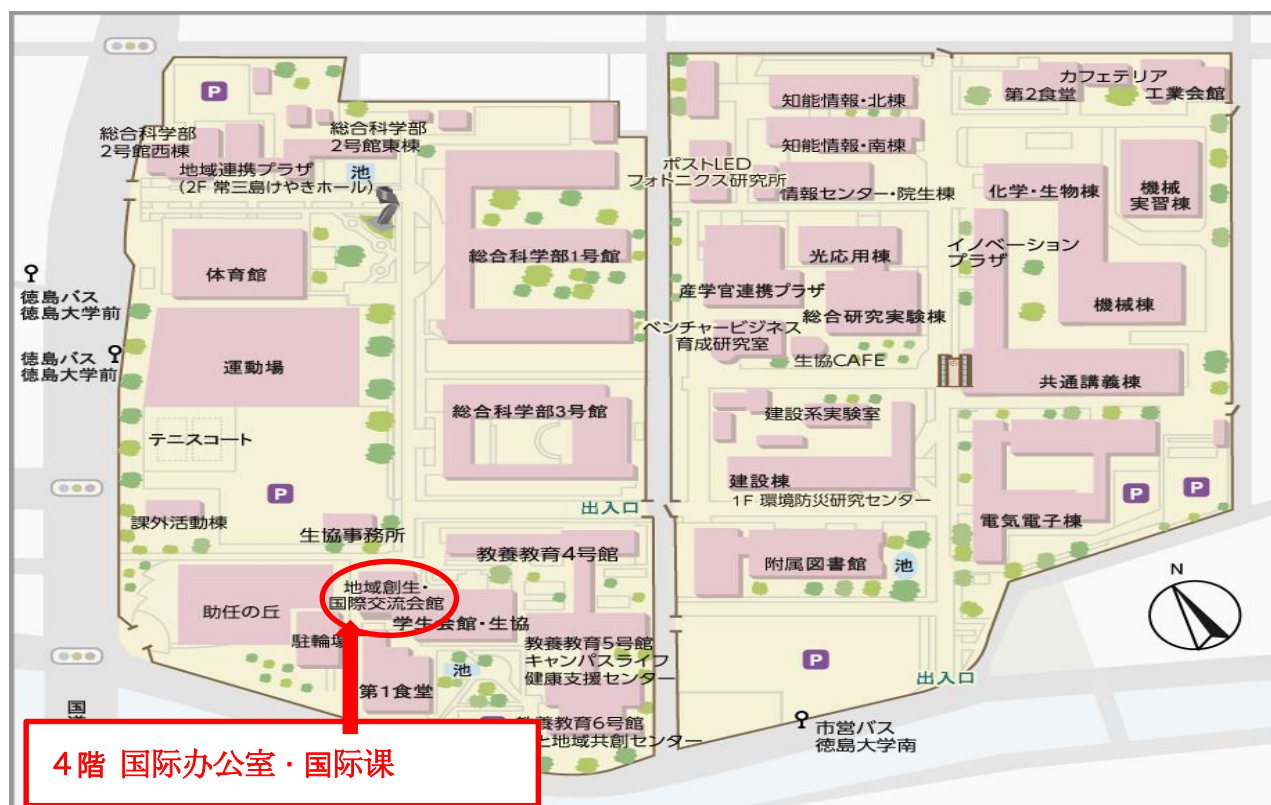 P
総合科学部
2号館西棟
総合科学部
2号館東棟
地域連携プラザ
(2F 常三島けやきホール)
池
体育館
総合科学部1号館
徳島バス
徳島大学前
徳島バス
徳島大学前
運動場
総合科学部3号館
テニスコート
P
課外活動棟
生協事務所
出入口
教養教育4号館
地域創生・
国際交流会館
助任の丘
学生会館・生協
駐輪場
教養教育5号館
キャンパスライフ
健康支援センター
池
第1食堂
教養教育6号館
と地域共創センター
国道
4階 国际办公室・国际课
知能情報・北棟
カフェテリア
第2食堂
工業会館
知能情報・南棟
ポストLED
フォトニクス研究所
情報センター・院生棟
化学・生物棟
機械
実習棟
イノベーション
プラザ
光応用棟
産学官連携プラザ
総合研究実験棟
機械棟
ベンチャービジネス
育成研究室
生協CAFE
共通講義棟
建設系実験室
建設棟
1F 環境防災研究センター
P
P
電気電子棟
附属図書館
池
N
P
出入口
市営バス
徳島大学南